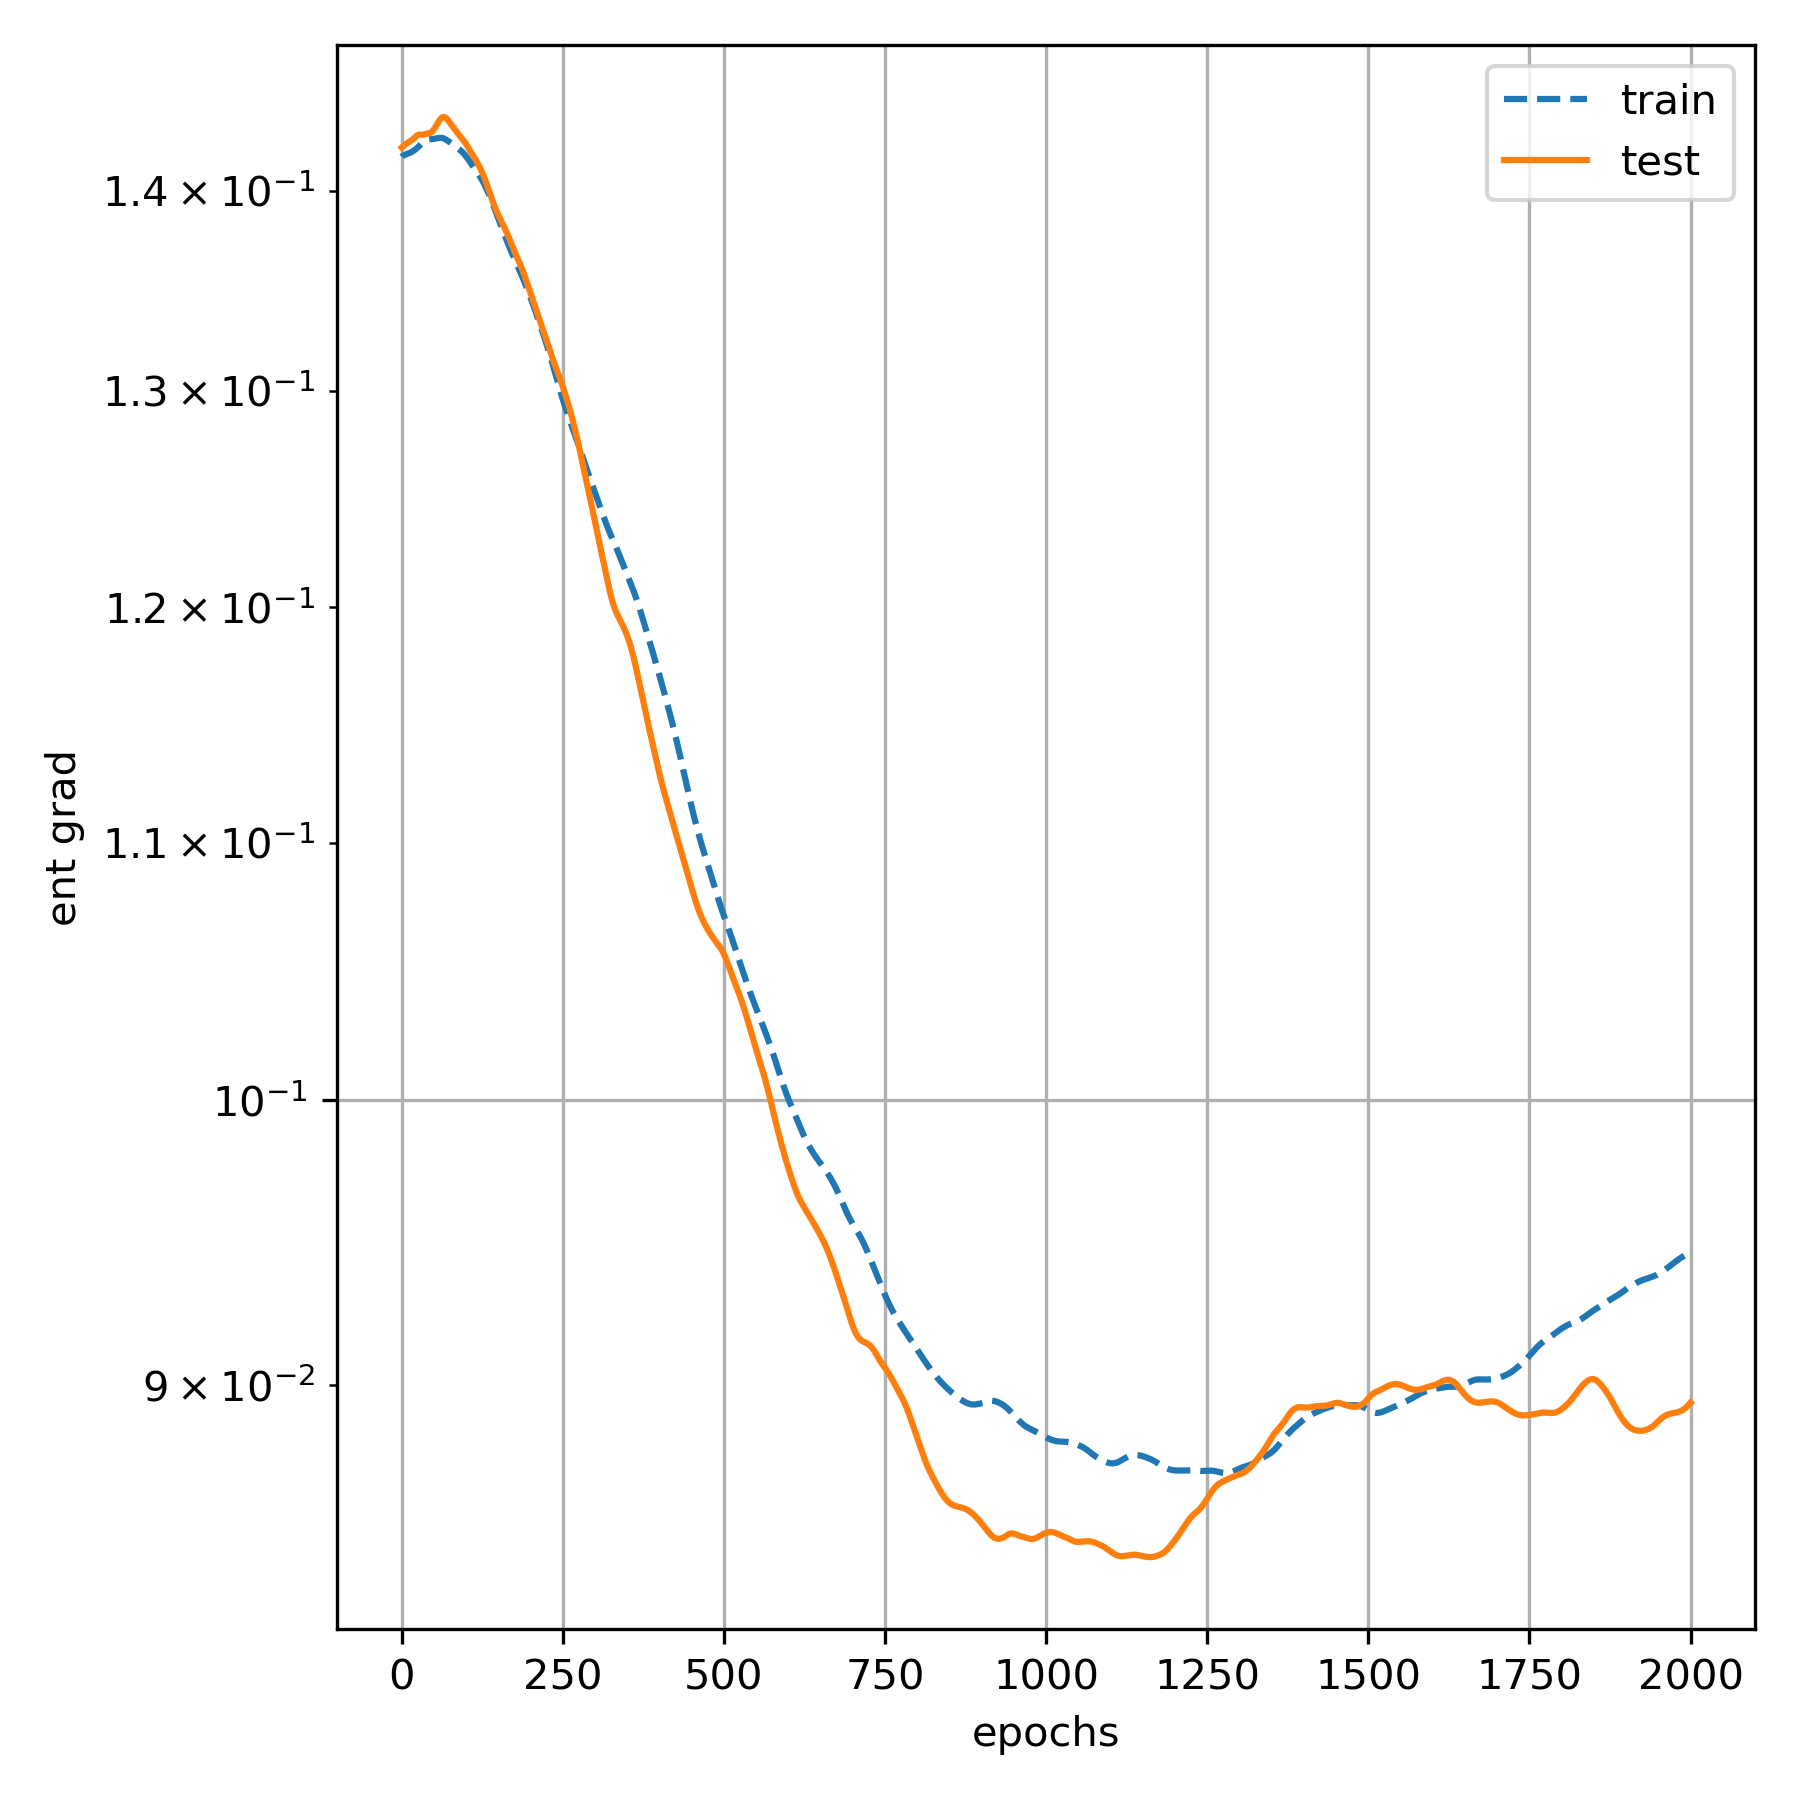 train
test
1.4 × 10⁻¹
1.3 × 10⁻¹
1.2 × 10⁻¹
1.1 × 10⁻¹
10⁻¹
9 × 10⁻²
ent grad
0 250 500 750 1000 1250 1500 1750 2000
epochs